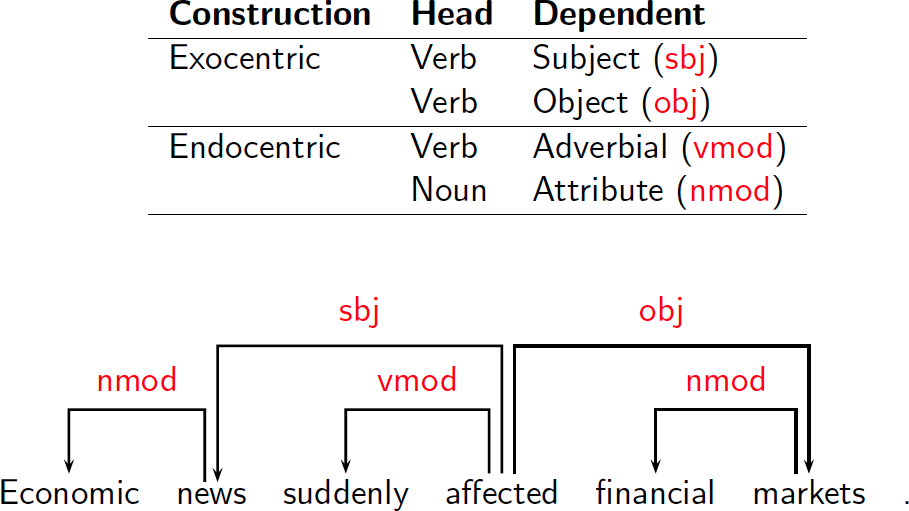 Construction Head Dependent
Exocentric Verb Subject (sbj)
Verb Object (obj)
Endocentric Verb Adverbial (vmod)
Noun Attribute (nmod)
sbj obj
nmod vmod nmod
Economic news suddenly affected financial markets .